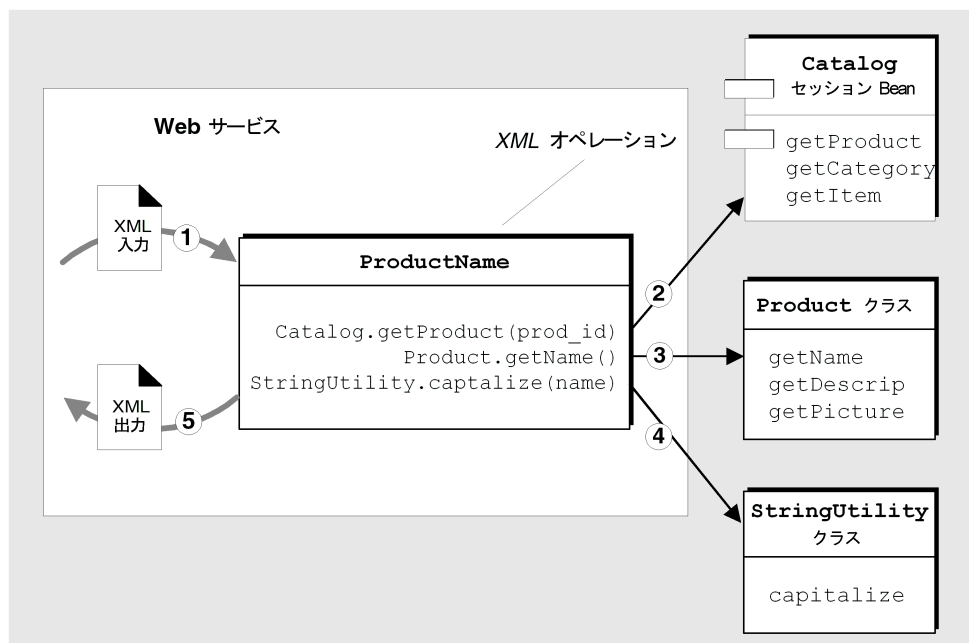 Catalog
セッション Bean
getProduct
getCategory
getItem
Web サービス
XML オペレーション
XML
入力
1
ProductName
Catalog.getProduct(prod_id)
Product.getName()
StringUtility.captalize(name)
2
3
4
Product クラス
getName
getDescrip
getPicture
XML
出力
5
StringUtility
クラス
capitalize